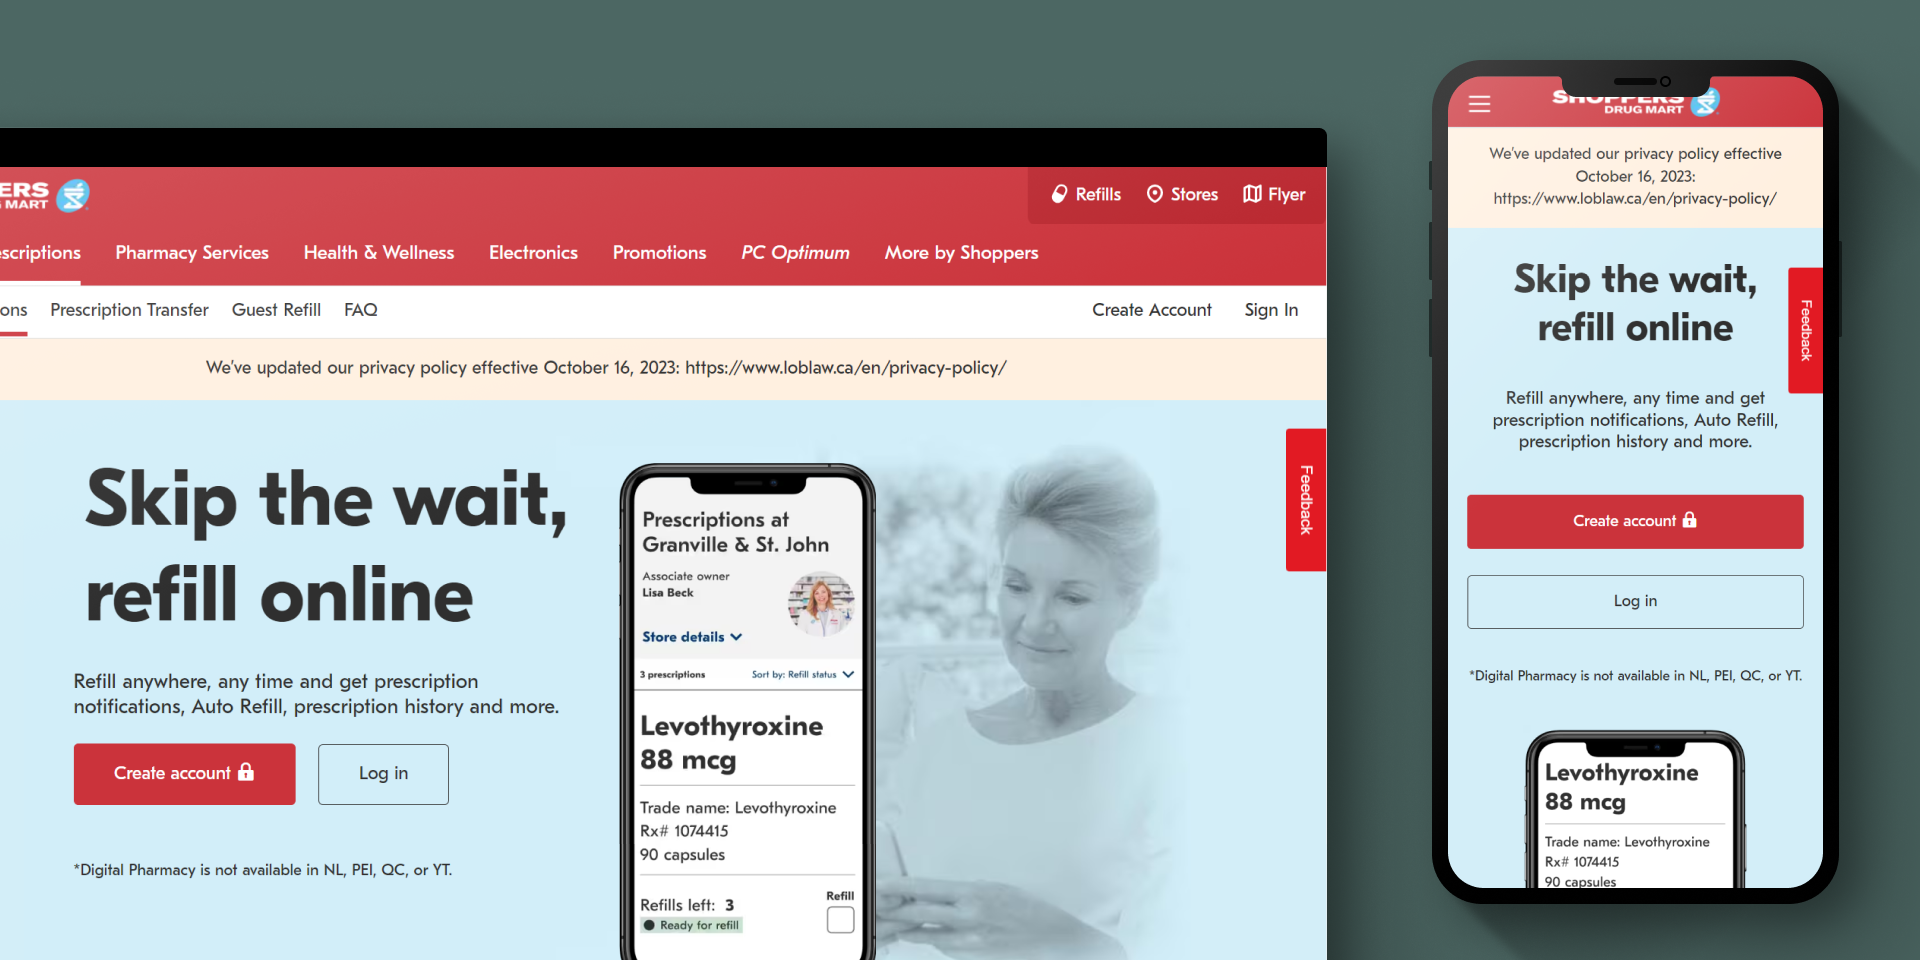 ERS
G MART
Refills
Stores
Flyer
scriptions
Pharmacy Services
Health & Wellness
Electronics
Promotions
PC Optimum
More by Shoppers
ons
Prescription Transfer
Guest Refill
FAQ
Create Account
Sign In
We've updated our privacy policy effective October 16, 2023: https://www.loblaw.ca/en/privacy-policy/
Skip the wait,
refill online
Refill anywhere, any time and get prescription
notifications, Auto Refill, prescription history and more.
Create account
Log in
*Digital Pharmacy is not available in NL, PEI, QC, or YT.
Prescriptions at
Granville & St. John
Associate owner
Lisa Beck
Store details
3 prescriptions
Sort by: Refill status
Levothyroxine
88 mcg
Trade name: Levothyroxine
Rx# 1074415
90 capsules
Refills left: 3
Refill
Ready for refill
Feedback
SHOPPERS
DRUG MART
We've updated our privacy policy effective
October 16, 2023:
https://www.loblaw.ca/en/privacy-policy/
Skip the wait,
refill online
Feedback
Refill anywhere, any time and get
prescription notifications, Auto Refill,
prescription history and more.
Create account
Log in
*Digital Pharmacy is not available in NL, PEI, QC, or YT.
Levothyroxine
88 mcg
Trade name: Levothyroxine
Rx# 1074415
90 capsules